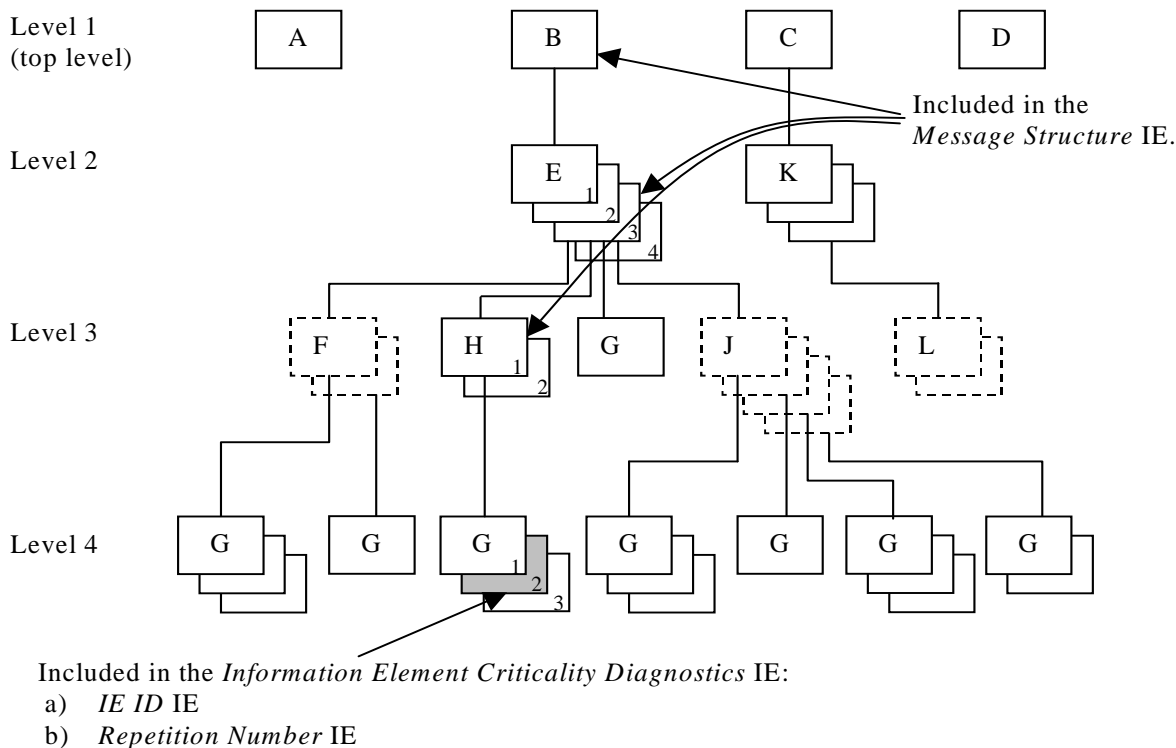 Level 1
(top level)
A B C D
Included in the
Message Structure IE.
Level 2
E 1 2 3 4
K
Level 3
F
H 1 2
G
J
L
Level 4
G
G
G 1 2 3
G
G
G
G
Included in the Information Element Criticality Diagnostics IE:
a) IE ID IE
b) Repetition Number IE